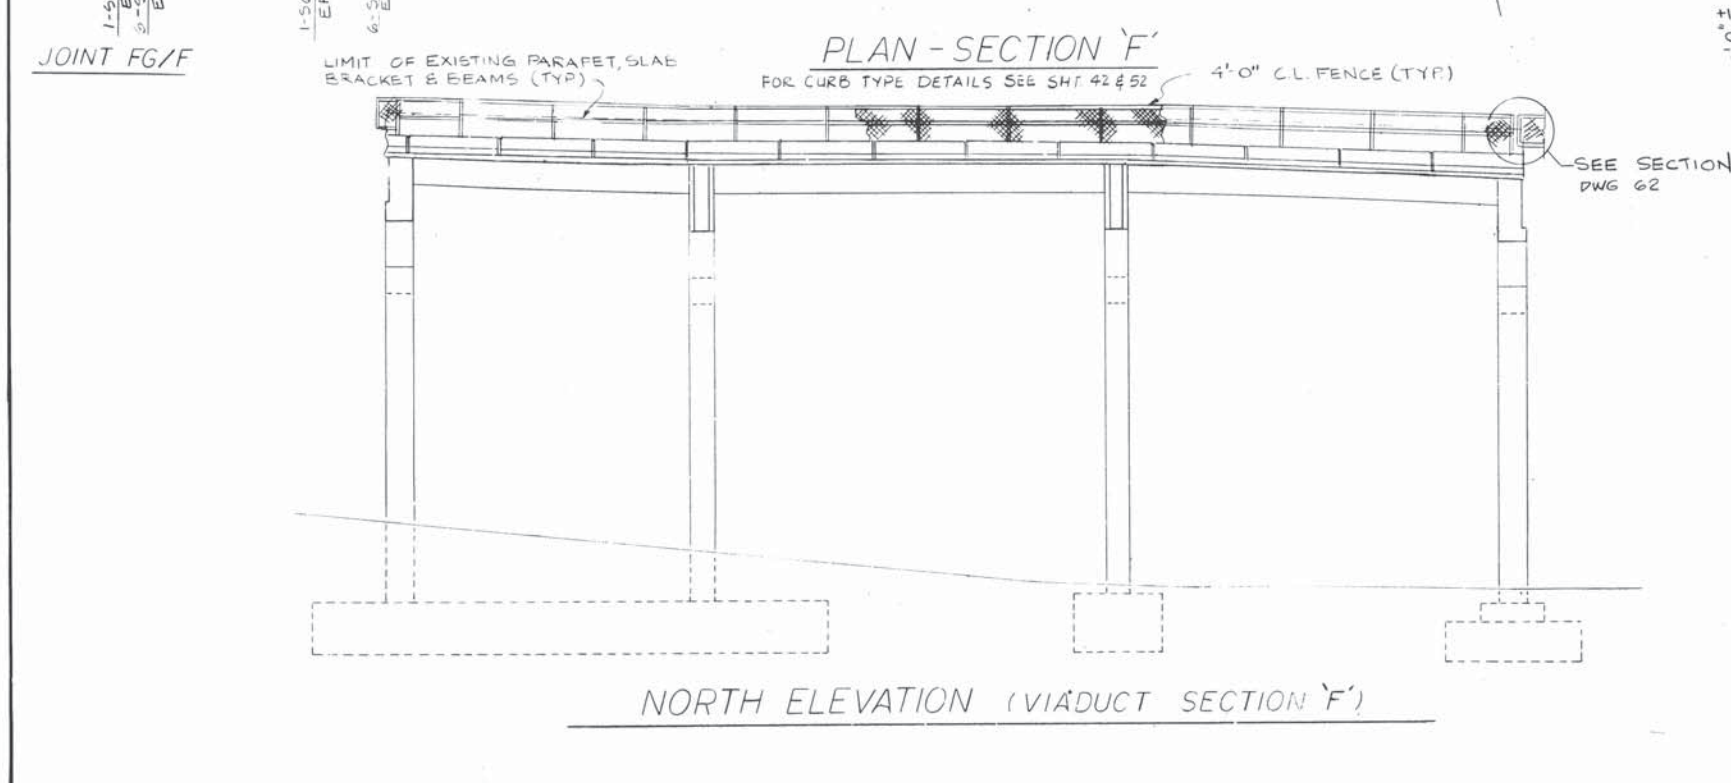 JOINT FG/F
PLAN - SECTION 'F'
FOR CURB TYPE DETAILS SEE SHT. 42 & 52
LIMIT OF EXISTING PARAPET, SLAB
BRACKET & BEAMS (TYP)
4'-0" C.L. FENCE (TYP.)
SEE SECTION
DWG 62
NORTH ELEVATION (VIADUCT SECTION 'F')